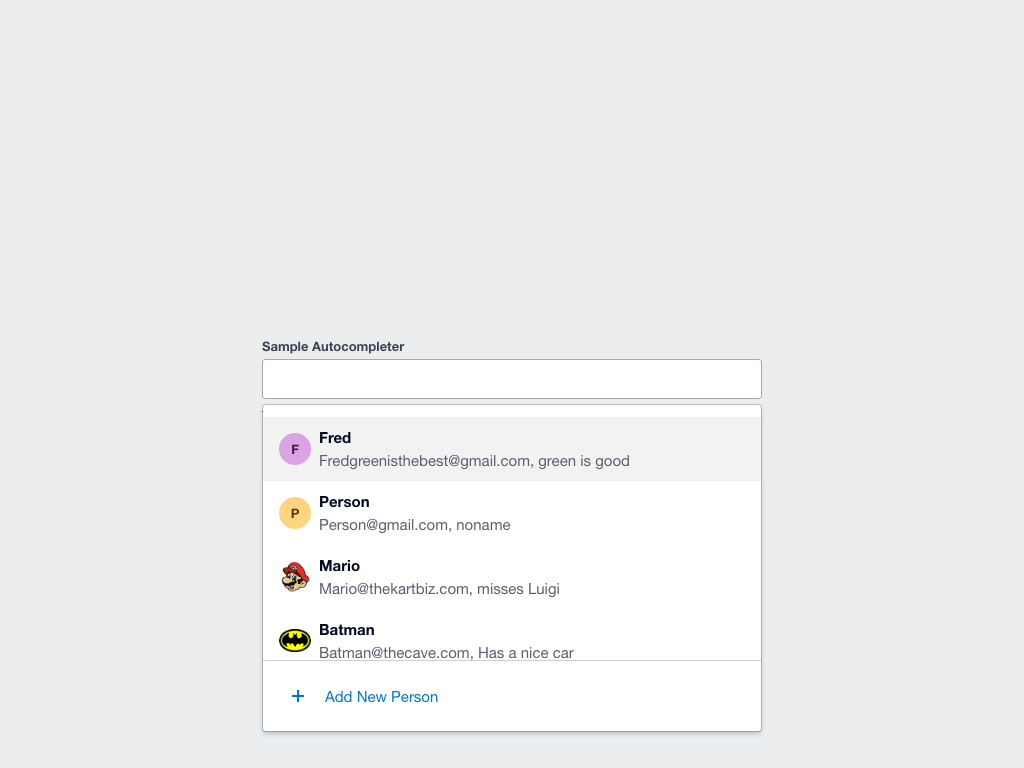 Sample Autocompleter
F
Fred
Fredgreenisthebest@gmail.com, green is good
P
Person
Person@gmail.com, noname
Mario
Mario@thekartbiz.com, misses Luigi
Batman
Batman@thecave.com, Has a nice car
+ Add New Person